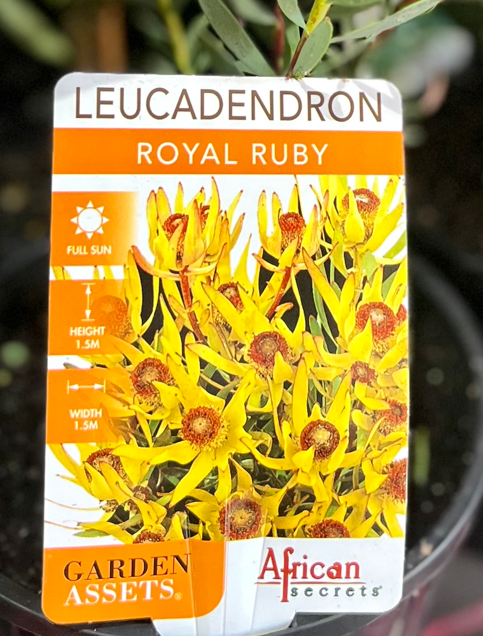 LEUCADENDRON
ROYAL RUBY
FULL SUN
HEIGHT
1.5M
WIDTH
1.5M
GARDEN
ASSETS®
African
secrets